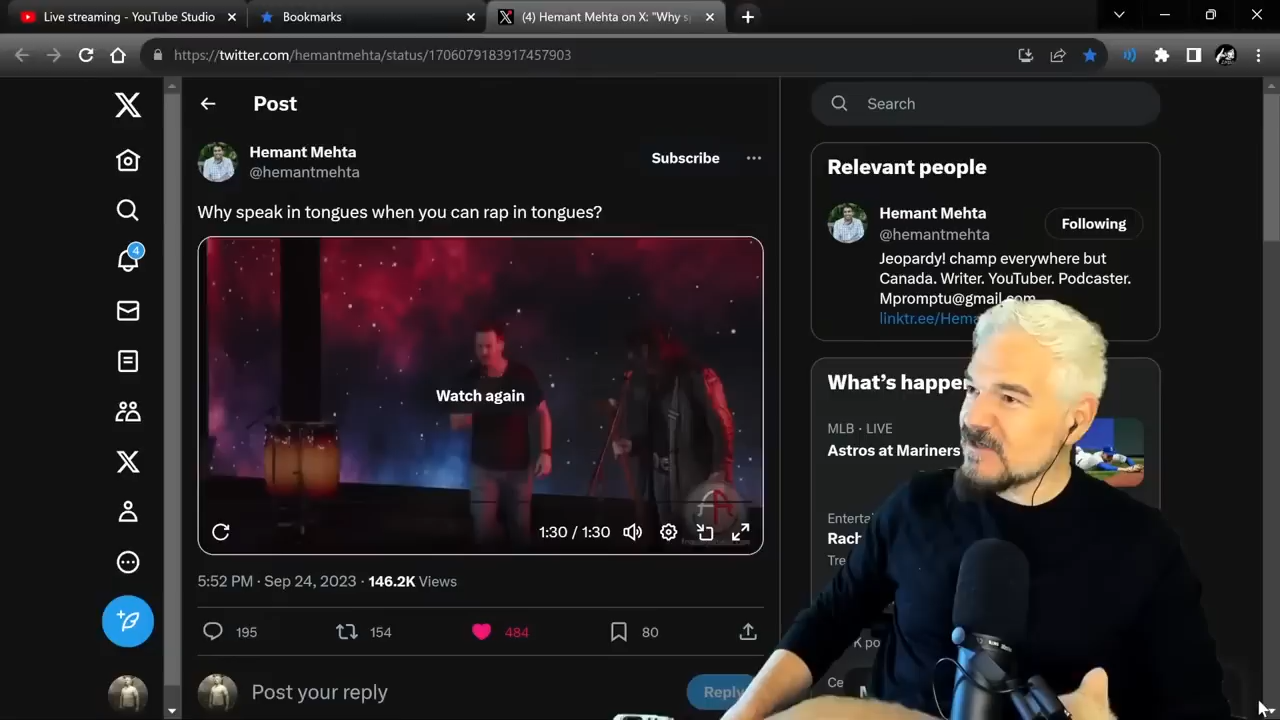 Live streaming - YouTube Studio
Bookmarks
(4) Hemant Mehta on X: "Why s
https://twitter.com/hemantmehta/status/1706079183917457903
Post
Search
Hemant Mehta
@hemantmehta
Subscribe
Why speak in tongues when you can rap in tongues?
Watch again
1:30 / 1:30
5:52 PM · Sep 24, 2023 · 146.2K Views
195
154
484
80
Post your reply
Reply
4
Relevant people
Hemant Mehta
@hemantmehta
Following
Jeopardy! champ everywhere but
Canada. Writer. YouTuber. Podcaster.
Mpromptu@gmail.com
linktr.ee/Hema
What's happe
MLB · LIVE
Astros at Mariners
Enterta
Rach
Tre
K po
Ce